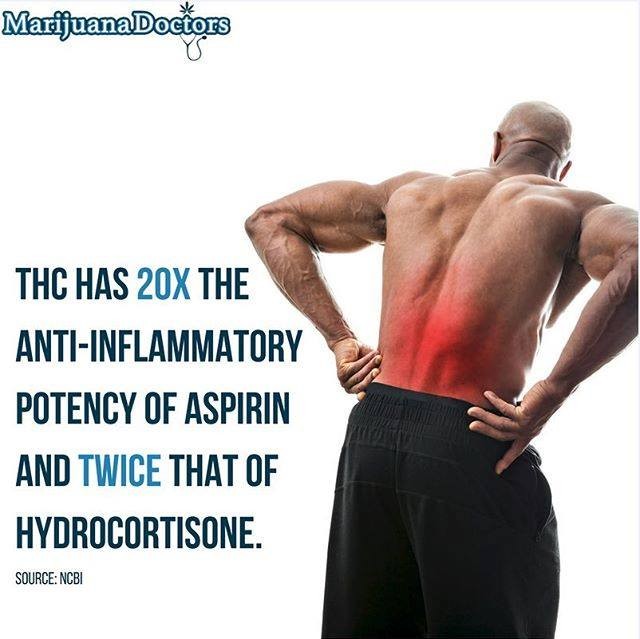 MarijuanaDoctors
THC HAS 20X THE
ANTI-INFLAMMATORY
POTENCY OF ASPIRIN
AND TWICE THAT OF
HYDROCORTISONE.
SOURCE: NCBI